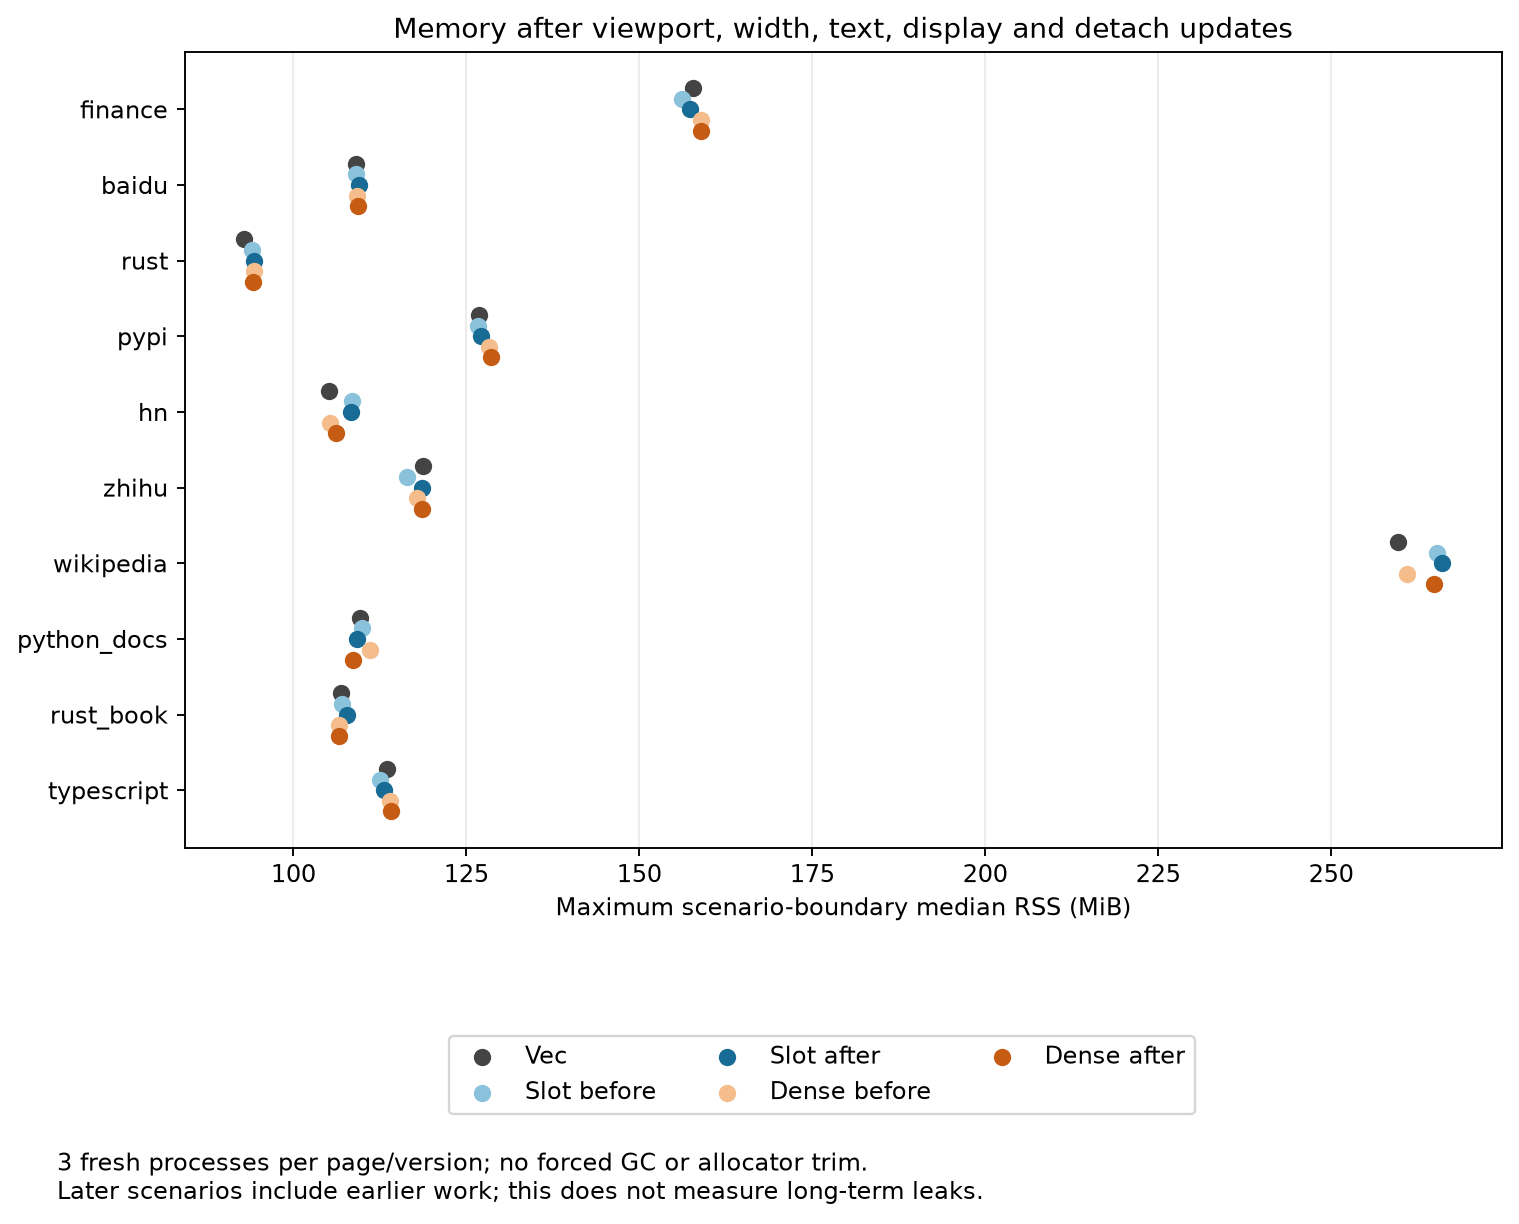 Memory after viewport, width, text, display and detach updates
finance
baidu
rust
pypi
hn
zhihu
wikipedia
python_docs
rust_book
typescript
100 125 150 175 200 225 250
Maximum scenario-boundary median RSS (MiB)
Vec Slot after Dense after
Slot before Dense before
3 fresh processes per page/version; no forced GC or allocator trim.
Later scenarios include earlier work; this does not measure long-term leaks.